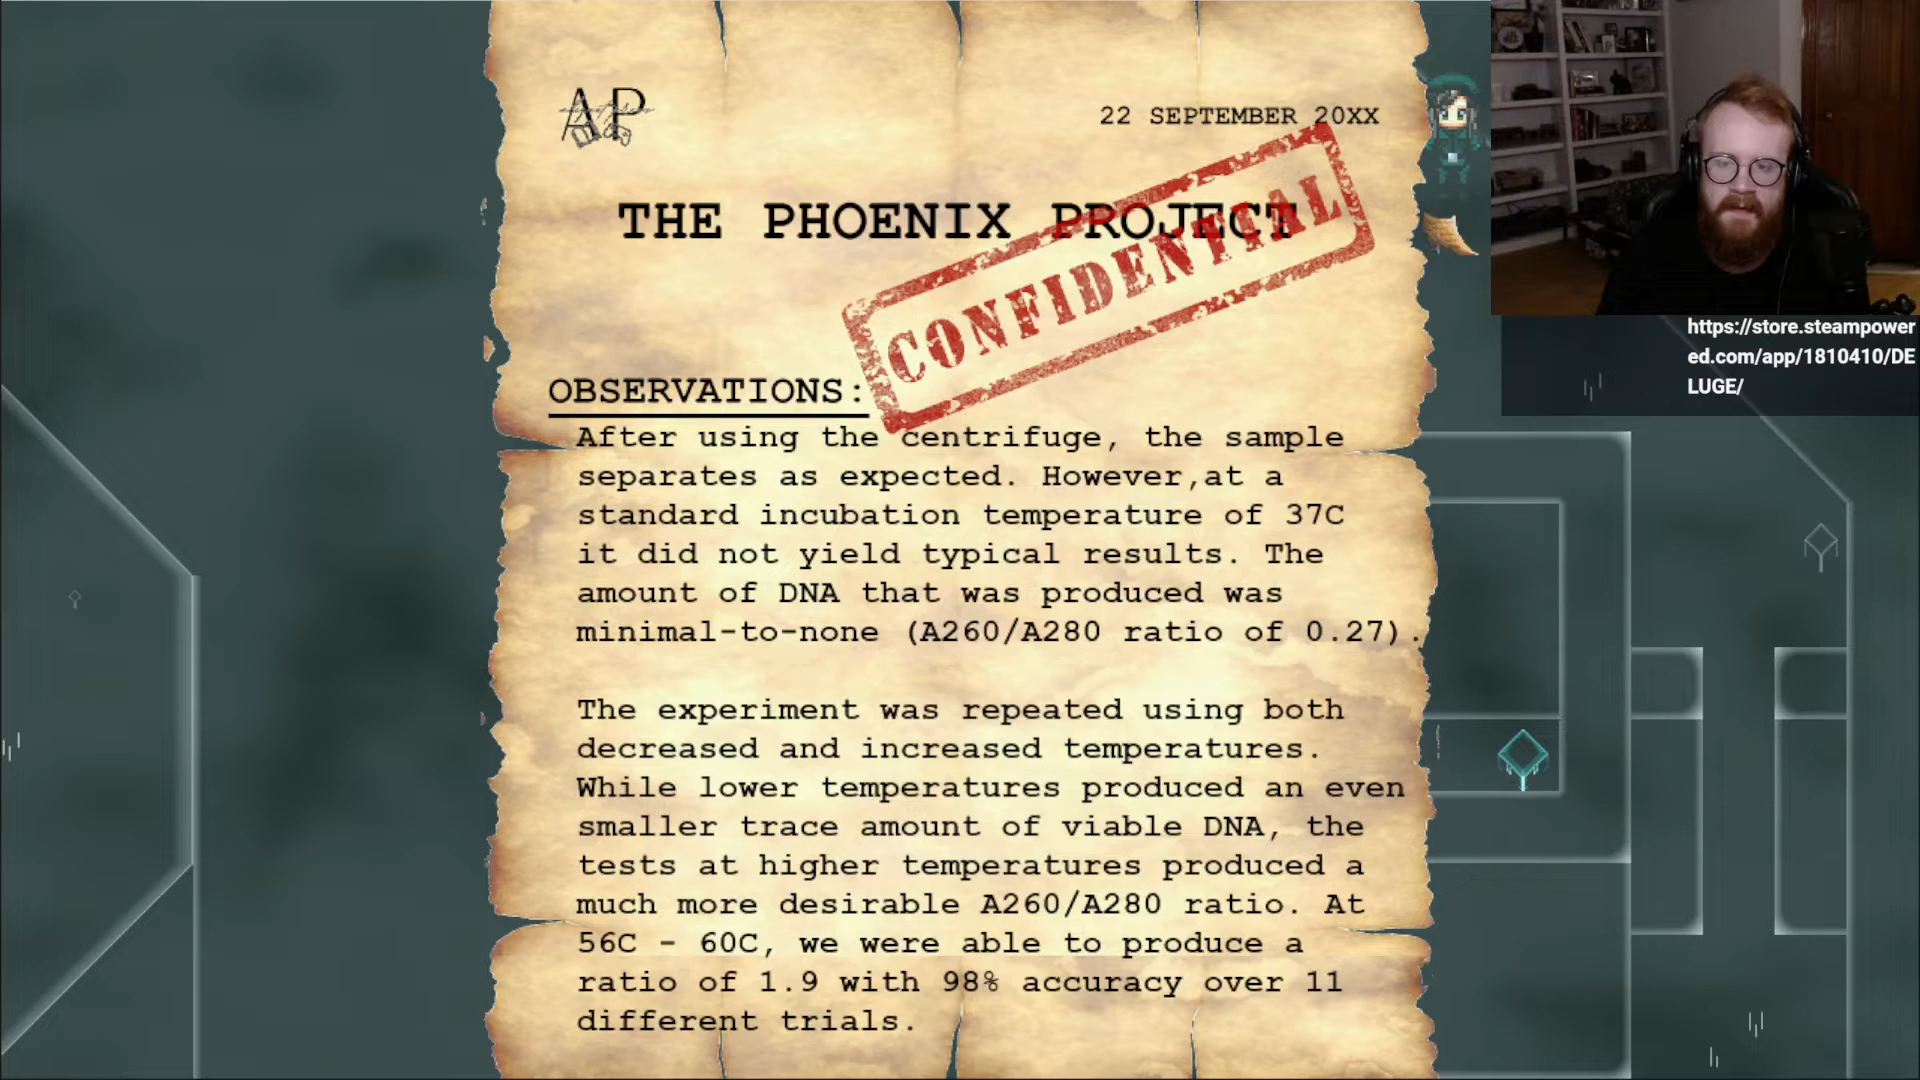 AP
22 SEPTEMBER 20XX
THE PHOENIX PROJECT
CONFIDENTIAL
OBSERVATIONS:
After using the centrifuge, the sample
separates as expected. However,at a
standard incubation temperature of 37C
it did not yield typical results. The
amount of DNA that was produced was
minimal-to-none (A260/A280 ratio of 0.27).
The experiment was repeated using both
decreased and increased temperatures.
While lower temperatures produced an even
smaller trace amount of viable DNA, the
tests at higher temperatures produced a
much more desirable A260/A280 ratio. At
56C - 60C, we were able to produce a
ratio of 1.9 with 98% accuracy over 11
different trials.
https://store.steampower
ed.com/app/1810410/DE
LUGE/